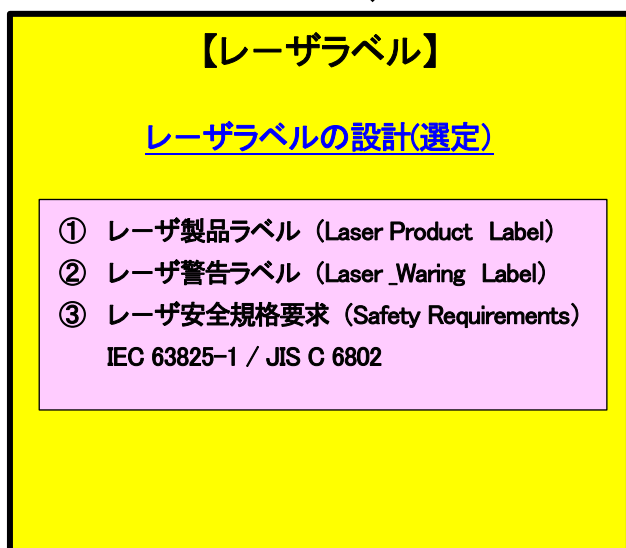 【レーザラベル】
レーザラベルの設計(選定)
① レーザ製品ラベル（Laser Product Label）
② レーザ警告ラベル（Laser _Waring Label）
③ レーザ安全規格要求（Safety Requirements）
IEC 63825-1 / JIS C 6802